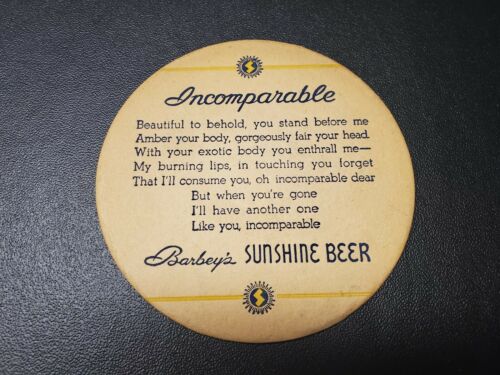 Incomparable
Beautiful to behold, you stand before me
Amber your body, gorgeously fair your head
With your exotic body you enthrall me—
My burning lips, in touching you forget
That I'll consume you, oh incomparable dear
But when you're gone
I'll have another one
Like you, incomparable
Barbey's SUNSHINE BEER